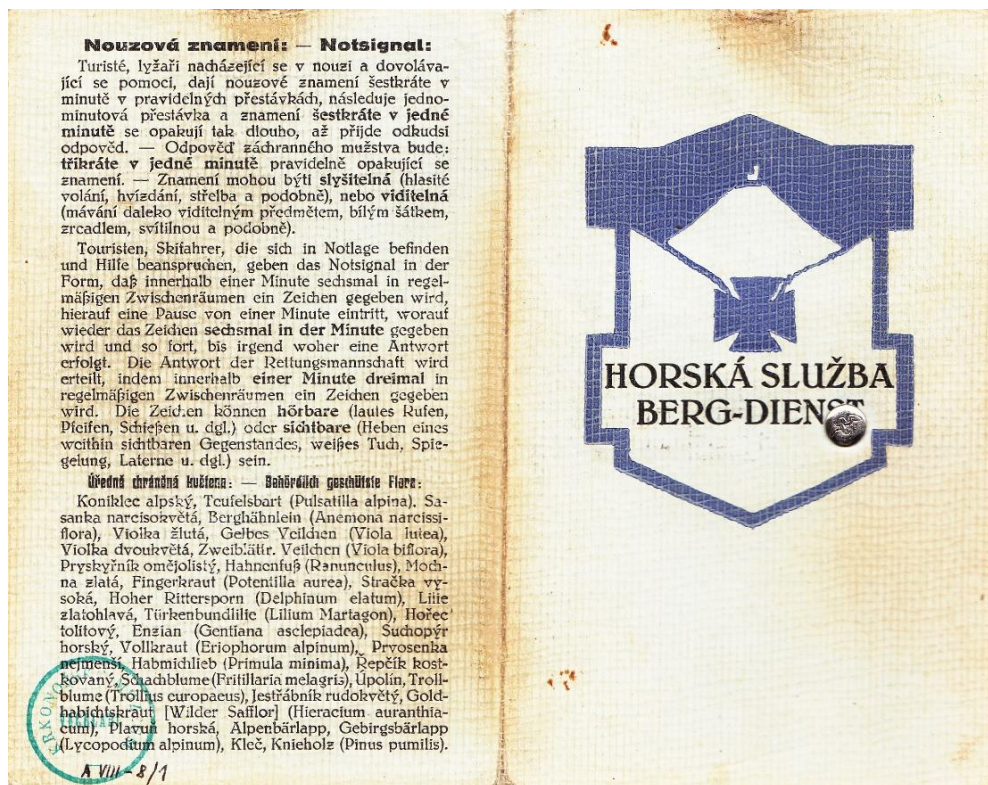 Nouzová znamení: — Notsignal:
Turisté, lyžaři nacházející se v nouzi a dovoláva-
jící se pomoci, dají nouzové znamení šestkráte v
minutě v pravidelných přestávkách, následuje jedno-
minutová přestávka a znamení šestkráte v jedné
minutě se opakují tak dlouho, až přijde odkudsi
odpověd. — Odpověď záchranného mužstva bude:
tříkráte v jedné minutě pravidelně opakující se
znamení. — Znamení mohou býti slyšitelná (hlasité
volání, hvízdání, střelba a podobně), nebo viditelná
(mávání daleko viditelným předmětem, bílým šátkem,
zrcadlem, svítilnou a podobně).
Touristen, Skifahrer, die sich in Notlage befinden
und Hilfe beanspruchen, geben das Notsignal in der
Form, daß innerhalb einer Minute sechsmal in regel-
mäßigen Zwischenräumen ein Zeichen gegeben wird,
hierauf eine Pause von einer Minute eintritt, worauf
wieder das Zeichen sechsmal in der Minute gegeben
wird und so fort, bis irgend woher eine Antwort
erfolgt. Die Antwort der Rettungsmannschaft wird
erteilt, indem innerhalb einer Minute dreimal in
regelmäßigen Zwischenräumen ein Zeichen gegeben
wird. Die Zeichen können hörbare (lautes Rufen,
Pfeifen, Schießen u. dgl.) oder sichtbare (Heben eines
weithin sichtbaren Gegenstandes, weißes Tuch, Spie-
gelung, Laterne u. dgl.) sein.
Úředně chráněná květena: — Behördlich geschützte Flora:
Koniklec alpský, Teufelsbart (Pulsatilla alpina). Sa-
sanka narcisokvětá, Berghähnlein (Anemona narcissi-
flora), Violka žlutá, Gelbes Veilchen (Viola lutea),
Violka dvoukvětá, Zweiblätír. Veilchen (Viola biflora),
Pryskyřník omějolistý, Hahnenfuß (Ranunculus), Moch-
na zlatá, Fingerkraut (Potentilla aurea), Stračka vy-
soká, Hoher Rittersporn (Delphinum elatum), Lilie
zlatohlavá, Türkenbundlilie (Lilium Martagon), Hořec
tolitový, Enzian (Gentiana asclepiadea), Suchopýr
horský, Vollkraut (Eriophorum alpinum), Prvosenka
nejmenší, Habmichlieb (Primula minima), Řepčík kost-
kovaný, Schachblume (Fritillaria melagris), Úpolín, Troll-
blume (Tróllius europaeus), Jestřábník rudokvětý, Gold-
habichtskraut [Wilder Safflor] (Hieracium auranthia-
cum), Plavuň horská, Alpenbärlapp, Gebirgsbärlapp
(Lycopodium alpinum), Kleč, Knieholz (Pinus pumilis).
A VIII - 8/1
HORSKÁ SLUŽBA
BERG-DIENST